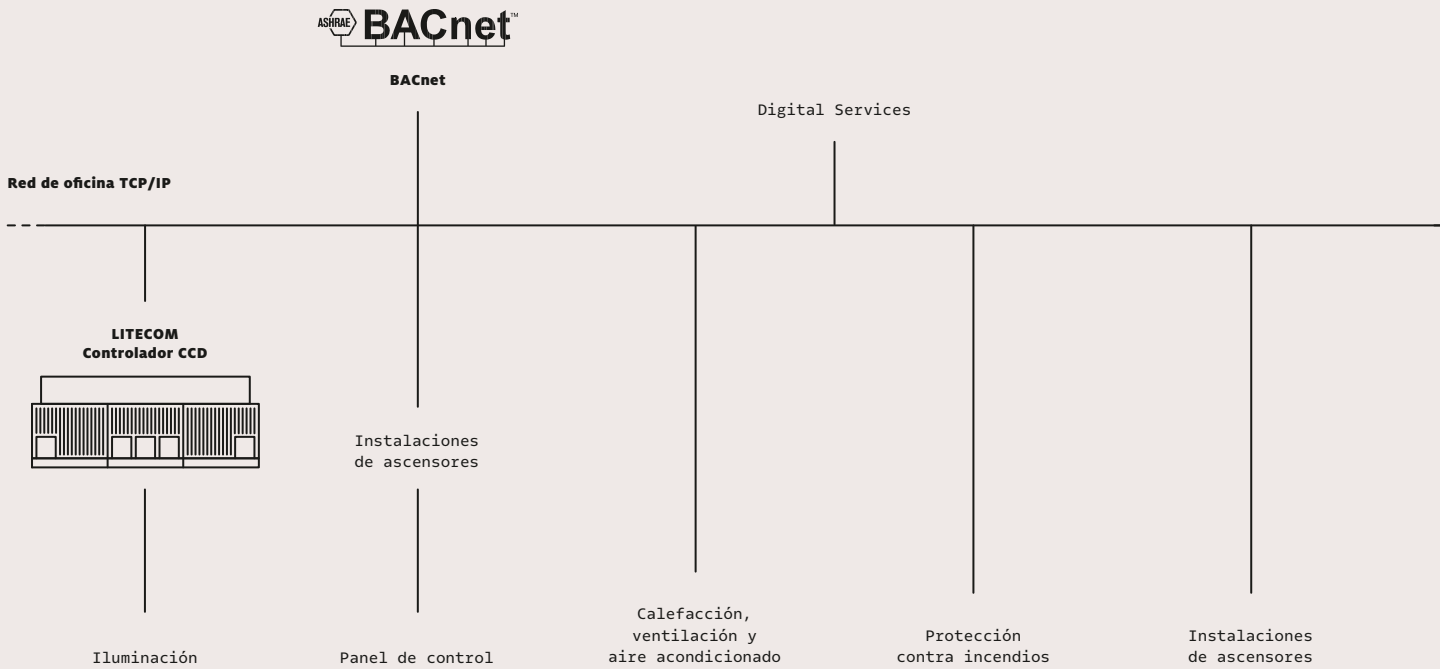 ASHRAE BACnet™
BACnet
Digital Services
Red de oficina TCP/IP
LITECOM
Controlador CCD
Instalaciones
de ascensores
Iluminación
Panel de control
Calefacción,
ventilación y
aire acondicionado
Protección
contra incendios
Instalaciones
de ascensores